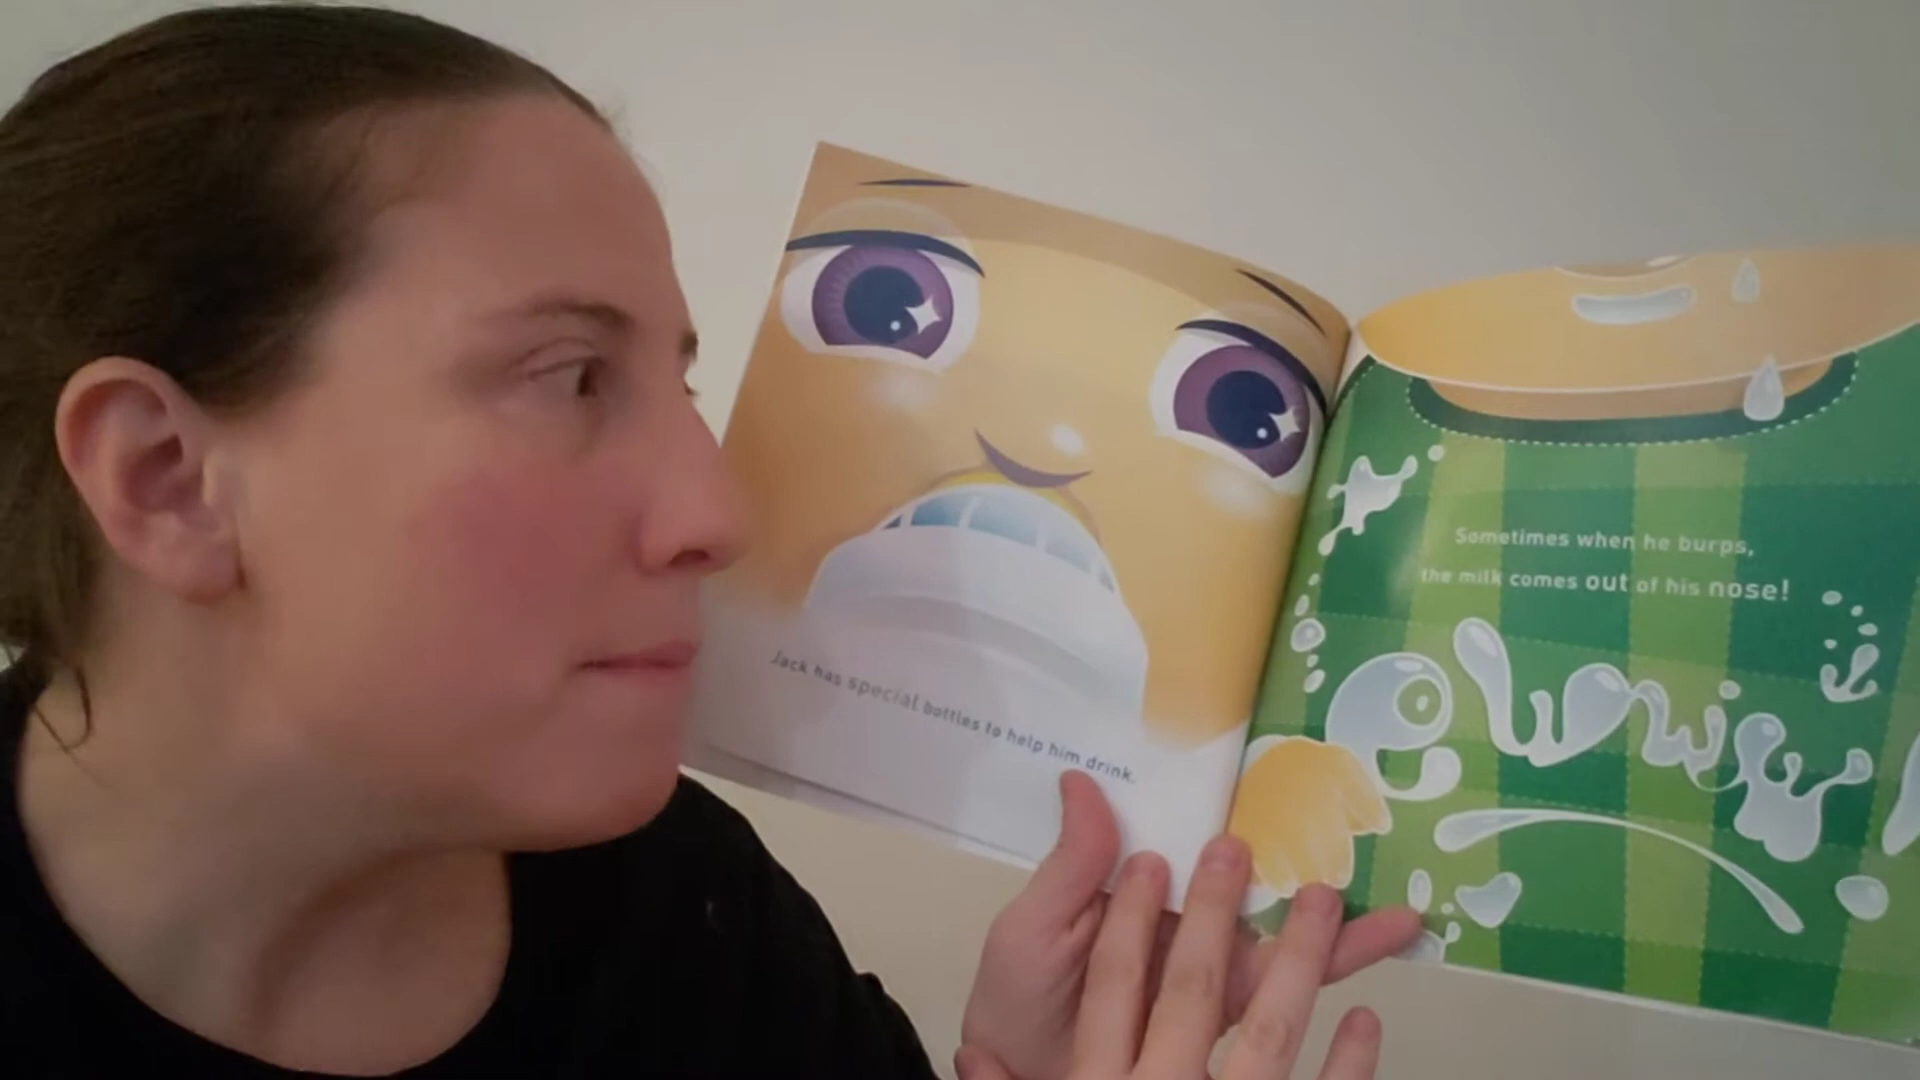 Jack has special bottles to help him drink.
Sometimes when he burps,
the milk comes out of his nose!